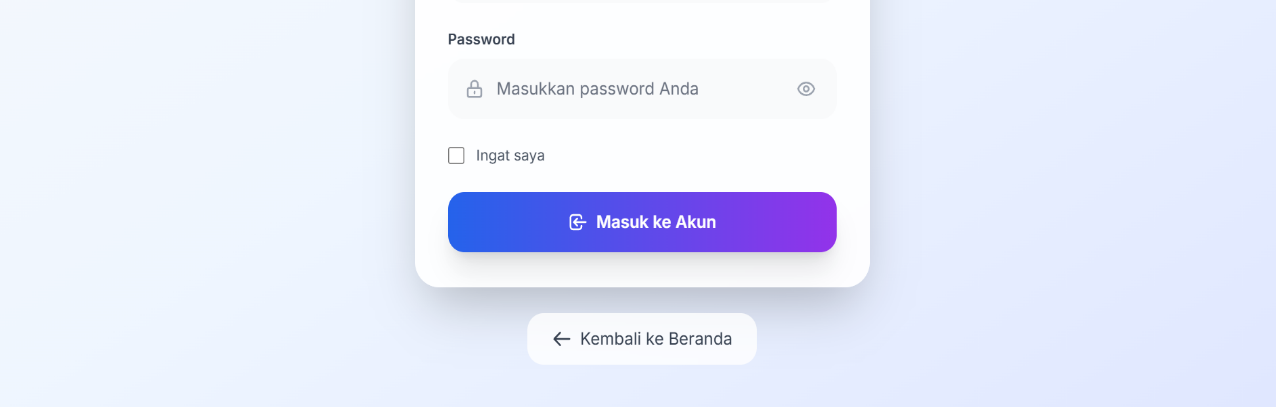 Password
Masukkan password Anda
Ingat saya
Masuk ke Akun
Kembali ke Beranda